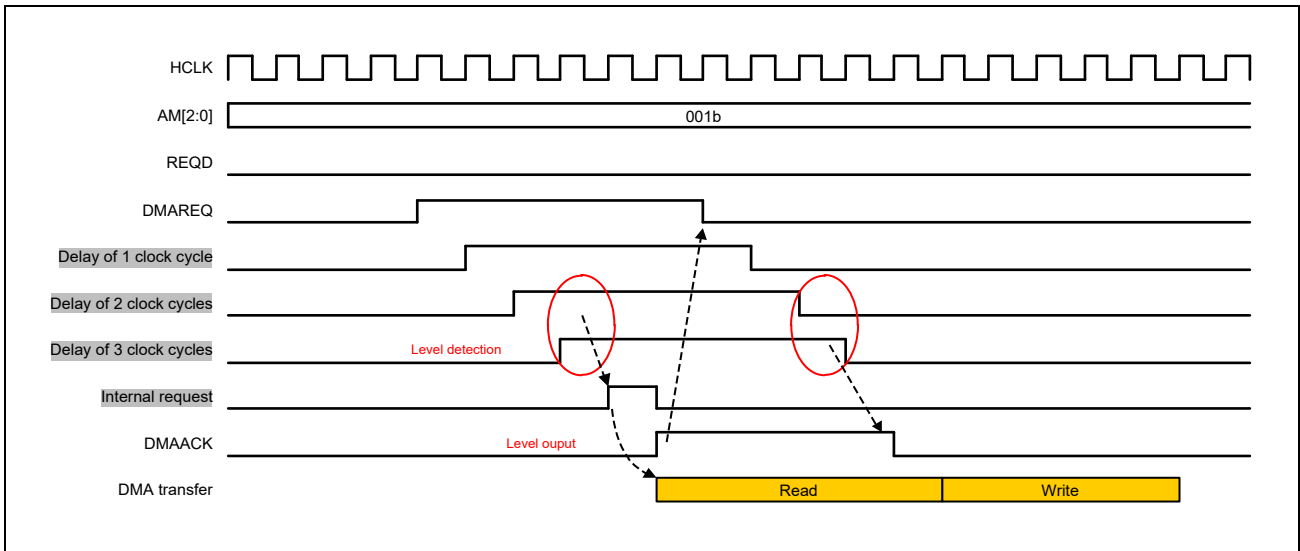 HCLK
AM[2:0]
001b
REQD
DMAREQ
Delay of 1 clock cycle
Delay of 2 clock cycles
Delay of 3 clock cycles
Level detection
Internal request
DMAACK
Level ouput
DMA transfer
Read
Write